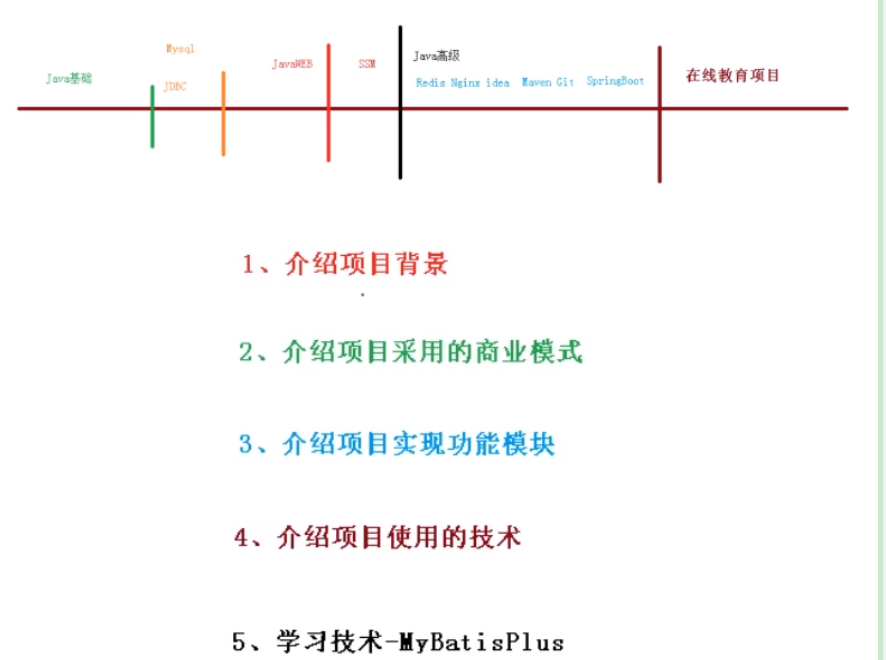 Mysql
Java基础
JDBC
JavaWEB
SSM
Java高级
Redis Nginx idea Maven Git SpringBoot
在线教育项目
1、介绍项目背景
2、介绍项目采用的商业模式
3、介绍项目实现功能模块
4、介绍项目使用的技术
5、学习技术-MyBatisPlus